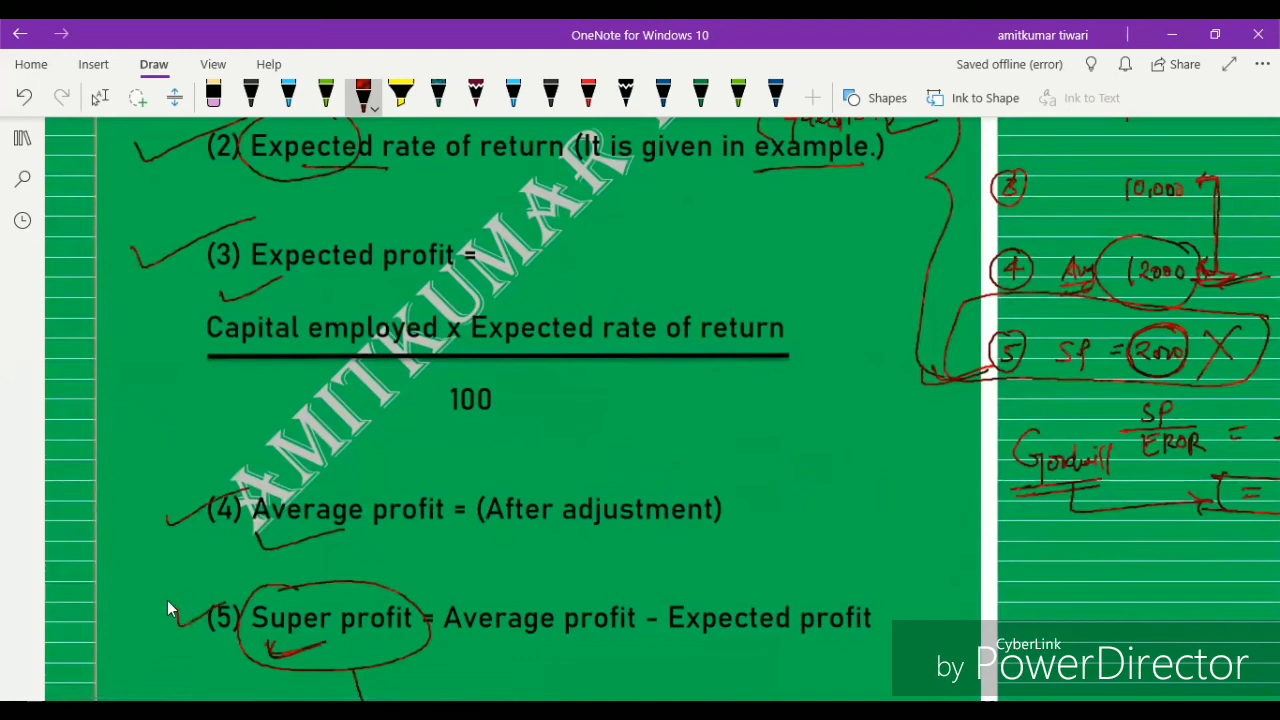 OneNote for Windows 10
amitkumar tiwari
Home Insert Draw View Help
Saved offline (error)
Share
Shapes
Ink to Shape
Ink to Text
(2) Expected rate of return (It is given in example.)
(3) Expected profit =
Capital employed x Expected rate of return
100
(4) Average profit = (After adjustment)
(5) Super profit = Average profit - Expected profit
AMITKUMAR
3 10,000
4 Avg 12000
5 SP = 2000 X
SP
EROR =
Goodwill
=
CyberLink
by PowerDirector